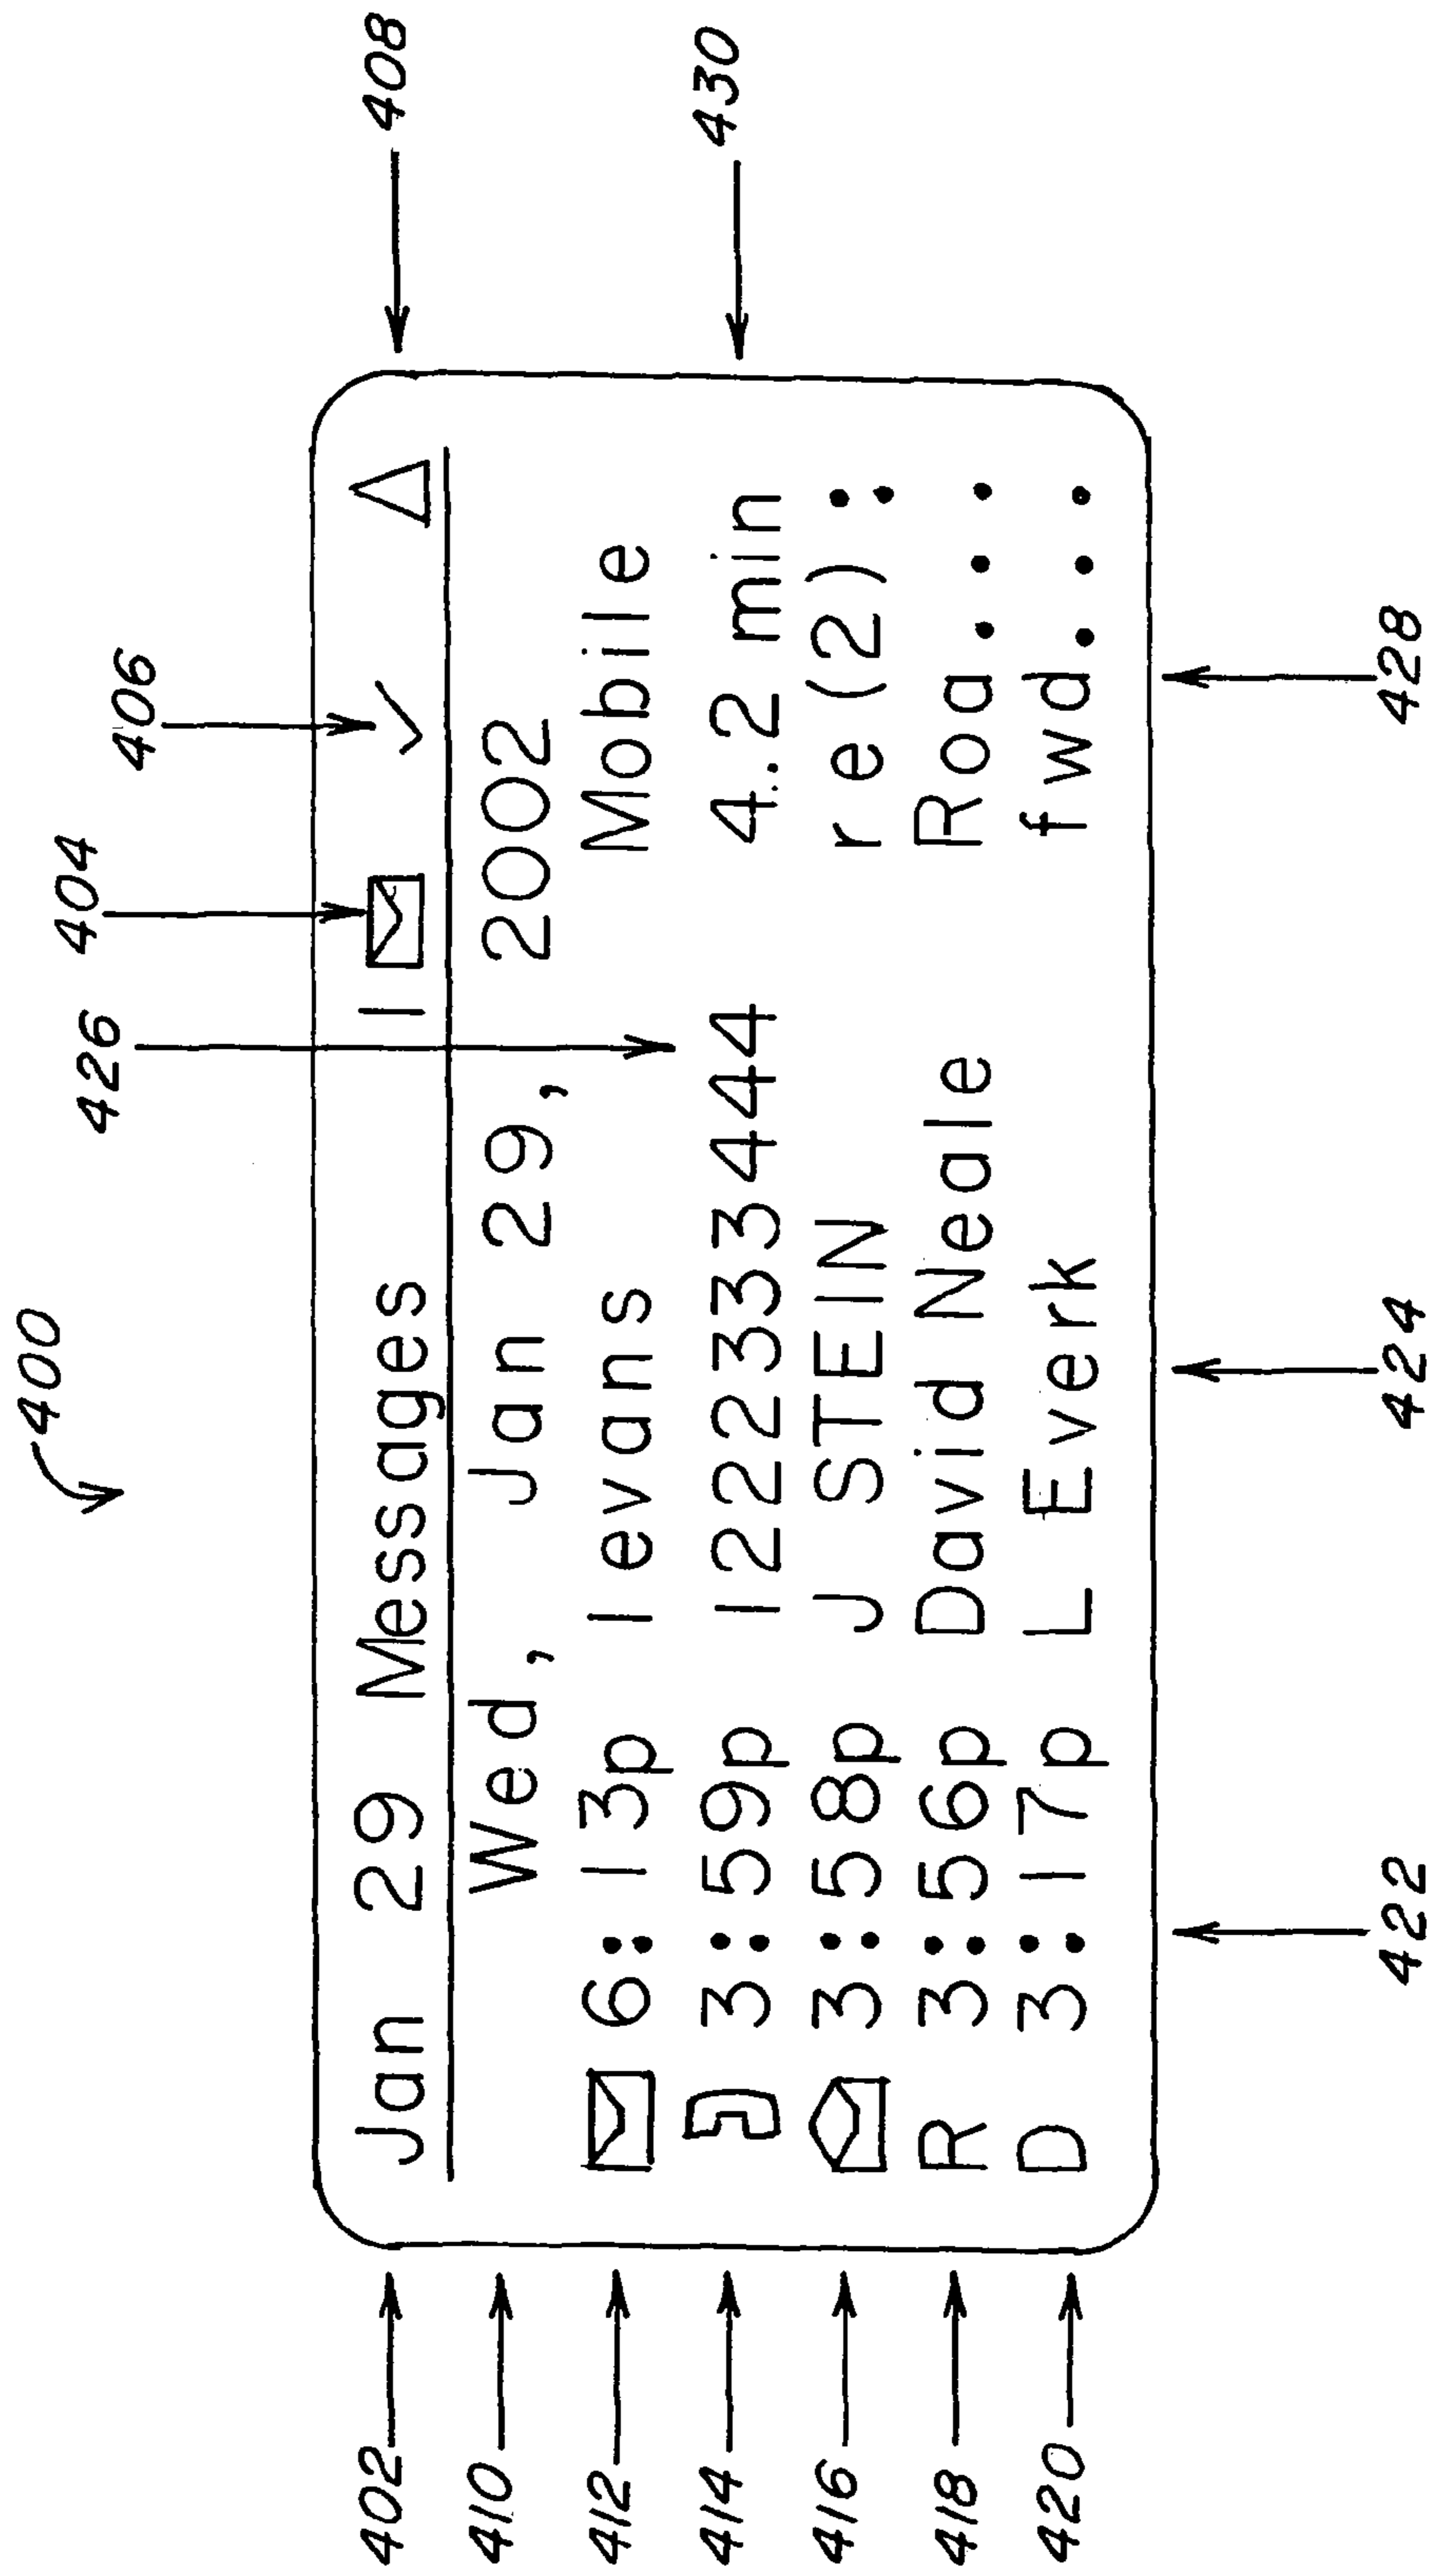 400
426 404 406
402 Jan 29 Messages 1 408
410 Wed, Jan 29, 2002
412 6:13p levans Mobile
414 3:59p 122233444 4..2 min 430
416 3:58p J STEIN re(2):
418 R 3:56p David Neale Roa...
420 D 3:17p L Everk fwd...
422 424 428